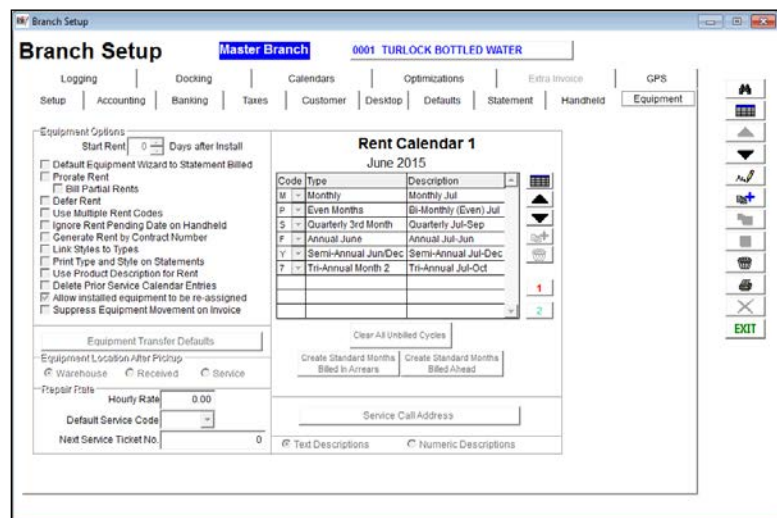 Branch Setup
Branch Setup Master Branch 0001 TURLOCK BOTTLED WATER
Logging Docking Calendars Optimizations Extra Invoice GPS
Setup Accounting Banking Taxes Customer Desktop Defaults Statement Handheld Equipment
Equipment Options
Start Rent 0 Days after Install
Default Equipment Wizard to Statement Billed
Prorate Rent
Bill Partial Rents
Defer Rent
Use Multiple Rent Codes
Ignore Rent Pending Date on Handheld
Generate Rent by Contract Number
Link Styles to Types
Print Type and Style on Statements
Use Product Description for Rent
Delete Prior Service Calendar Entries
Allow installed equipment to be re-assigned
Suppress Equipment Movement on Invoice
Equipment Transfer Defaults
Equipment Location After Pickup
Warehouse Received Service
Repair Rate
Hourly Rate 0.00
Default Service Code
Next Service Ticket No. 0
Rent Calendar 1
June 2015
Code Type Description
M Monthly Monthly Jul
P Even Months Bi-Monthly (Even) Jul
S Quarterly 3rd Month Quarterly Jul-Sep
F Annual June Annual Jul-Jun
Y Semi-Annual Jun/Dec Semi-Annual Jul-Dec
7 Tri-Annual Month 2 Tri-Annual Jul-Oct
1
2
Clear All Unbilled Cycles
Create Standard Months Billed In Arrears
Create Standard Months Billed Ahead
Service Call Address
Text Descriptions Numeric Descriptions
EXIT